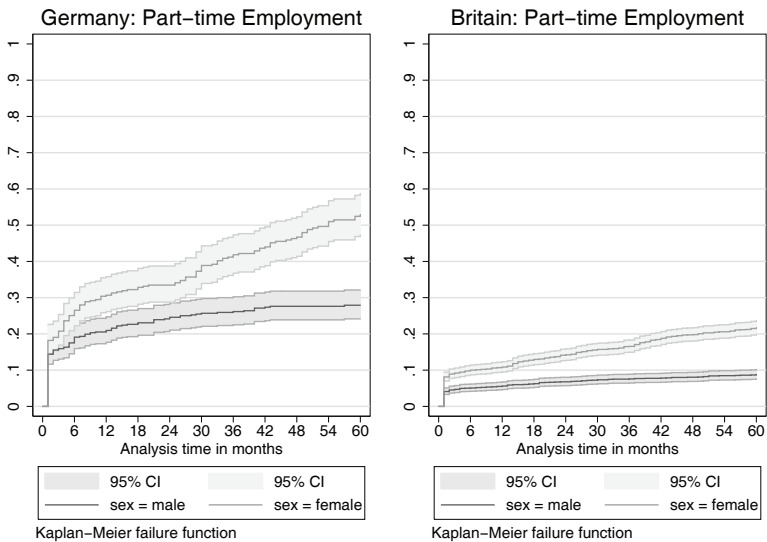 Germany: Part−time Employment
1
.9
.8
.7
.6
.5
.4
.3
.2
.1
0
0 6 12 18 24 30 36 42 48 54 60
Analysis time in months
95% CI 95% CI
sex = male sex = female
Kaplan−Meier failure function
Britain: Part−time Employment
1
.9
.8
.7
.6
.5
.4
.3
.2
.1
0
0 6 12 18 24 30 36 42 48 54 60
Analysis time in months
95% CI 95% CI
sex = male sex = female
Kaplan−Meier failure function